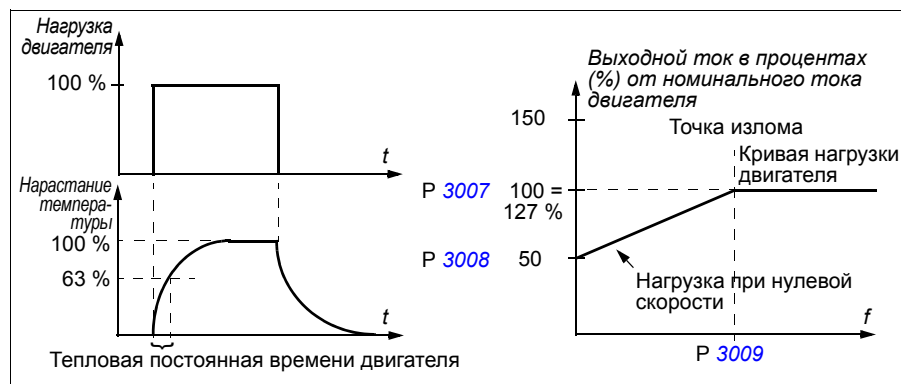 Нагрузка
двигателя
100 %
t
Нарастание
темпера-
туры
100 %
63 %
t
Тепловая постоянная времени двигателя
Выходной ток в процентах
(%) от номинального тока
двигателя
150
Точка излома
Кривая нагрузки
двигателя
P 3007
100 =
127 %
P 3008
50
Нагрузка при нулевой
скорости
f
P 3009